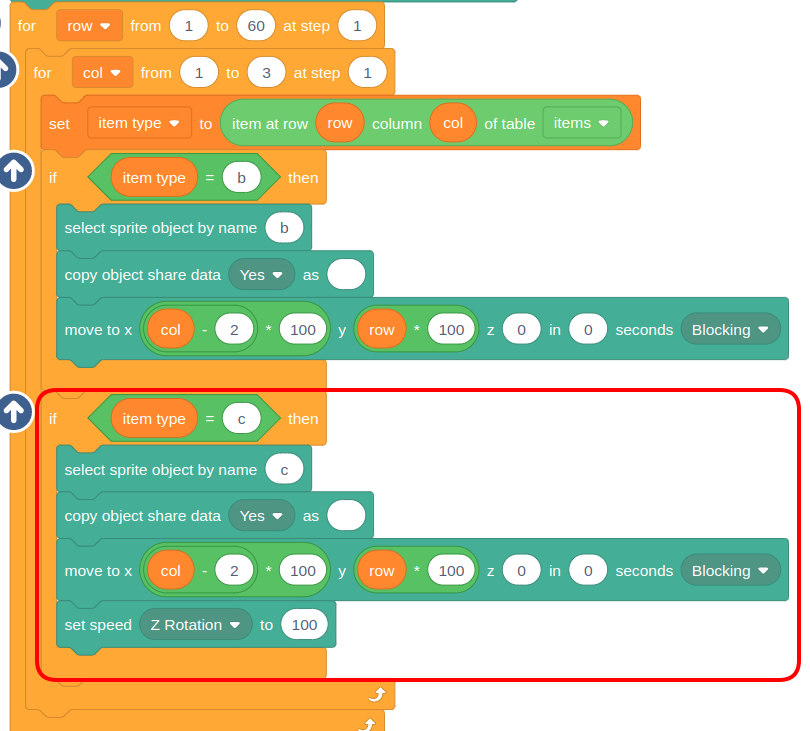 for row from 1 to 60 at step 1
for col from 1 to 3 at step 1
set item type to item at row row column col of table items
if item type = b then
select sprite object by name b
copy object share data Yes as
move to x col - 2 * 100 y row * 100 z 0 in 0 seconds Blocking
if item type = c then
select sprite object by name c
copy object share data Yes as
move to x col - 2 * 100 y row * 100 z 0 in 0 seconds Blocking
set speed Z Rotation to 100